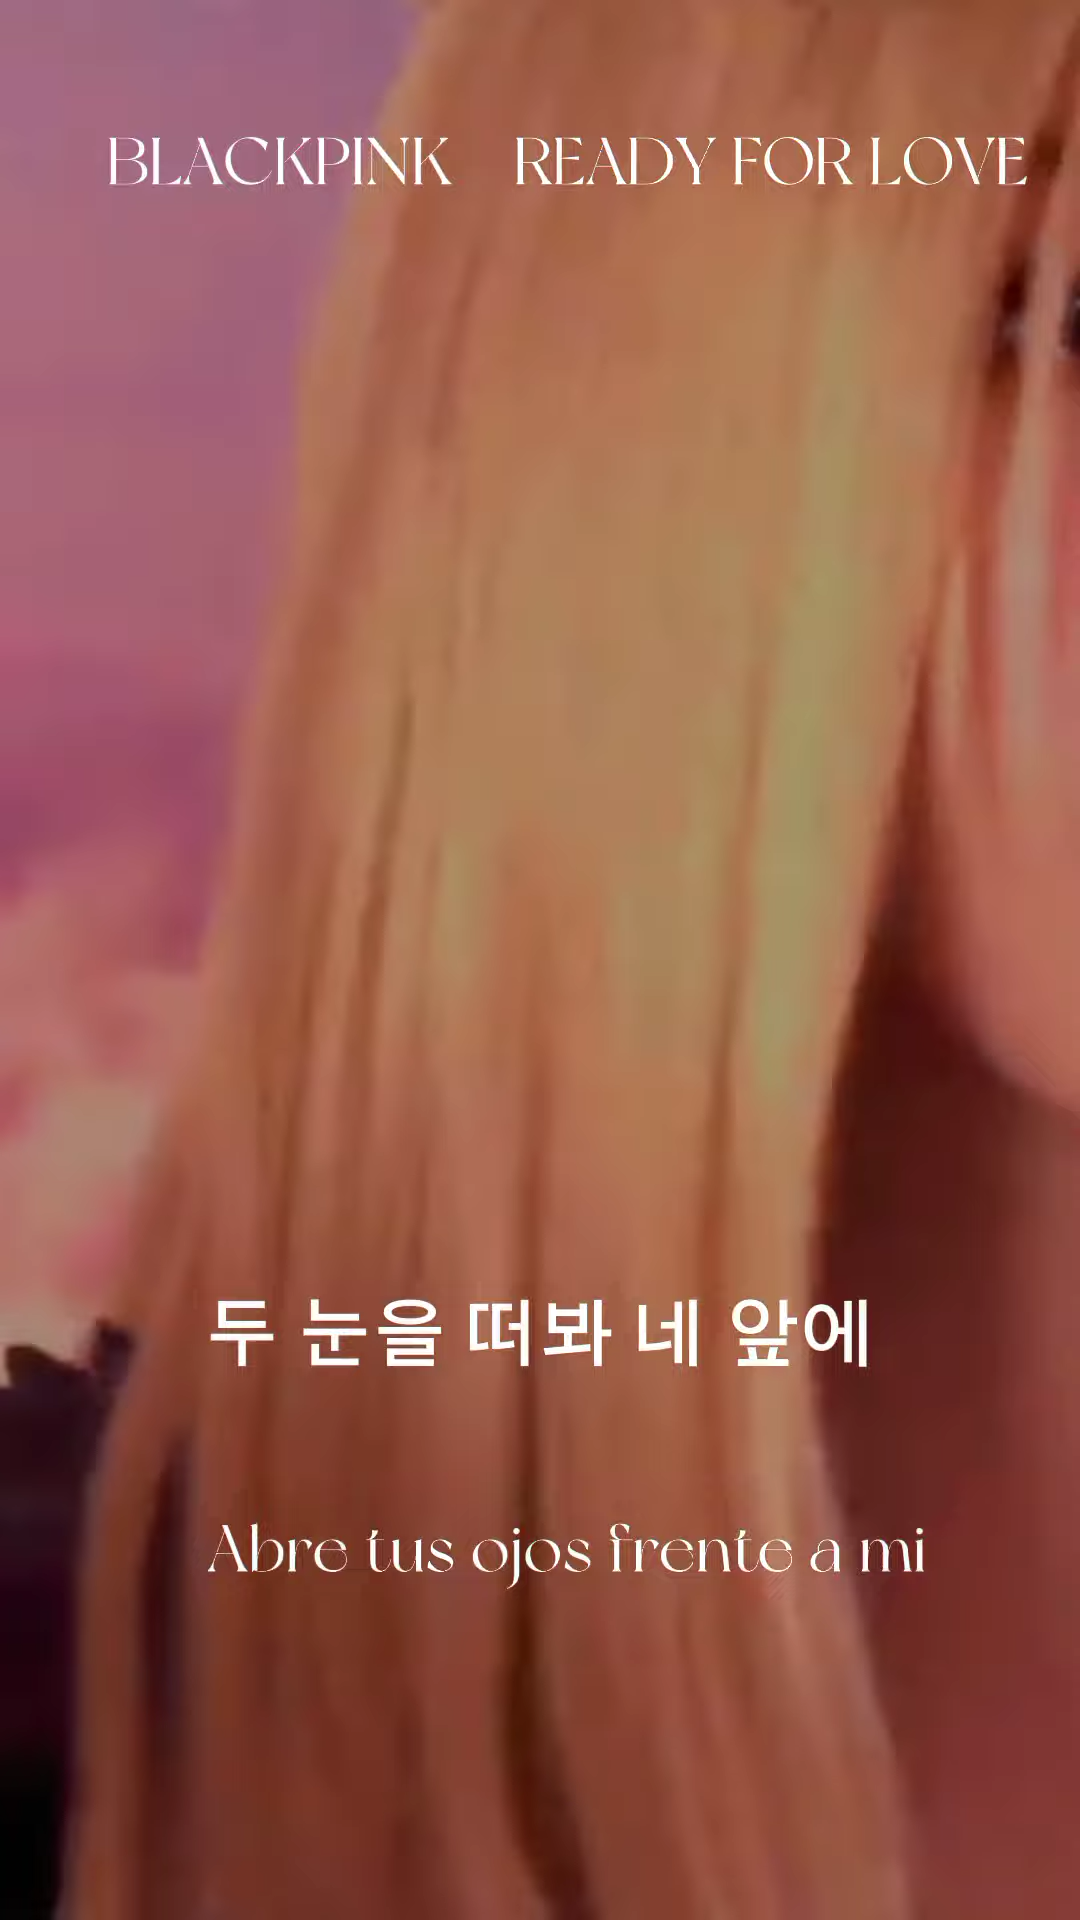 BLACKPINK READY FOR LOVE
두 눈을 떠봐 네 앞에
Abre tus ojos frente a mi